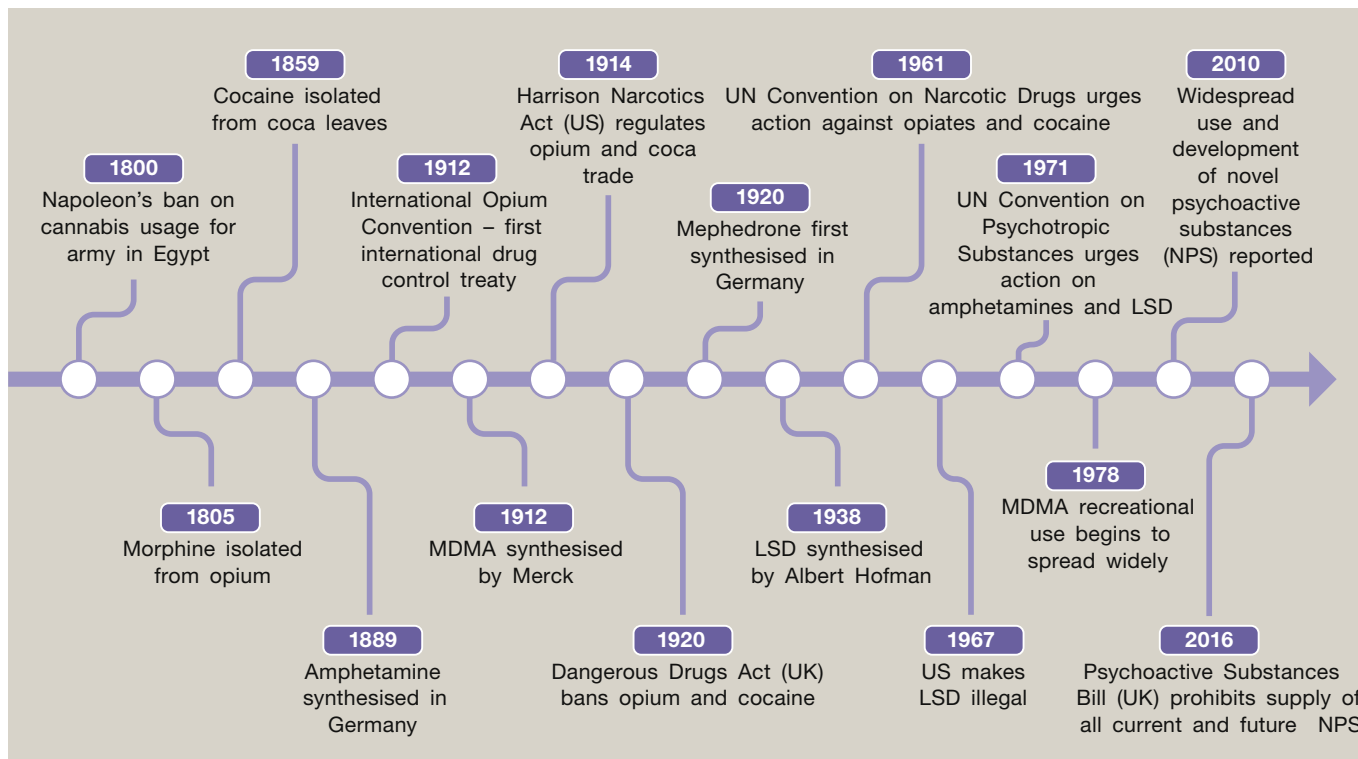 1800
Napoleon's ban on
cannabis usage for
army in Egypt
1805
Morphine isolated
from opium
1859
Cocaine isolated
from coca leaves
1889
Amphetamine
synthesised in
Germany
1912
International Opium
Convention – first
international drug
control treaty
1912
MDMA synthesised
by Merck
1914
Harrison Narcotics
Act (US) regulates
opium and coca
trade
1920
Dangerous Drugs Act (UK)
bans opium and cocaine
1920
Mephedrone first
synthesised in
Germany
1938
LSD synthesised
by Albert Hofman
1961
UN Convention on Narcotic Drugs urges
action against opiates and cocaine
1967
US makes
LSD illegal
1971
UN Convention on
Psychotropic
Substances urges
action on
amphetamines and LSD
1978
MDMA recreational
use begins to
spread widely
2010
Widespread
use and
development
of novel
psychoactive
substances
(NPS) reported
2016
Psychoactive Substances
Bill (UK) prohibits supply of
all current and future NPS